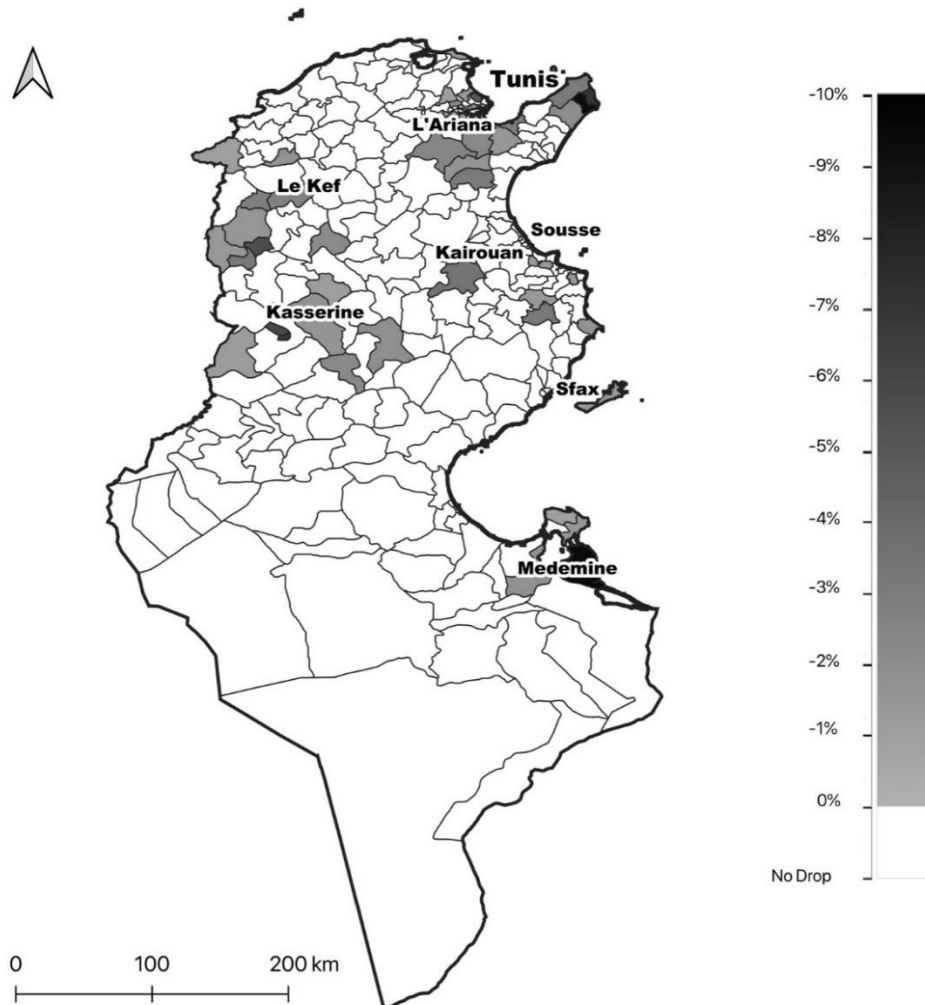 Tunis
L'Ariana
Le Kef
Sousse
Kairouan
Kasserine
Sfax
Medemine
-10%
-9%
-8%
-7%
-6%
-5%
-4%
-3%
-2%
-1%
0%
No Drop
0 100 200 km